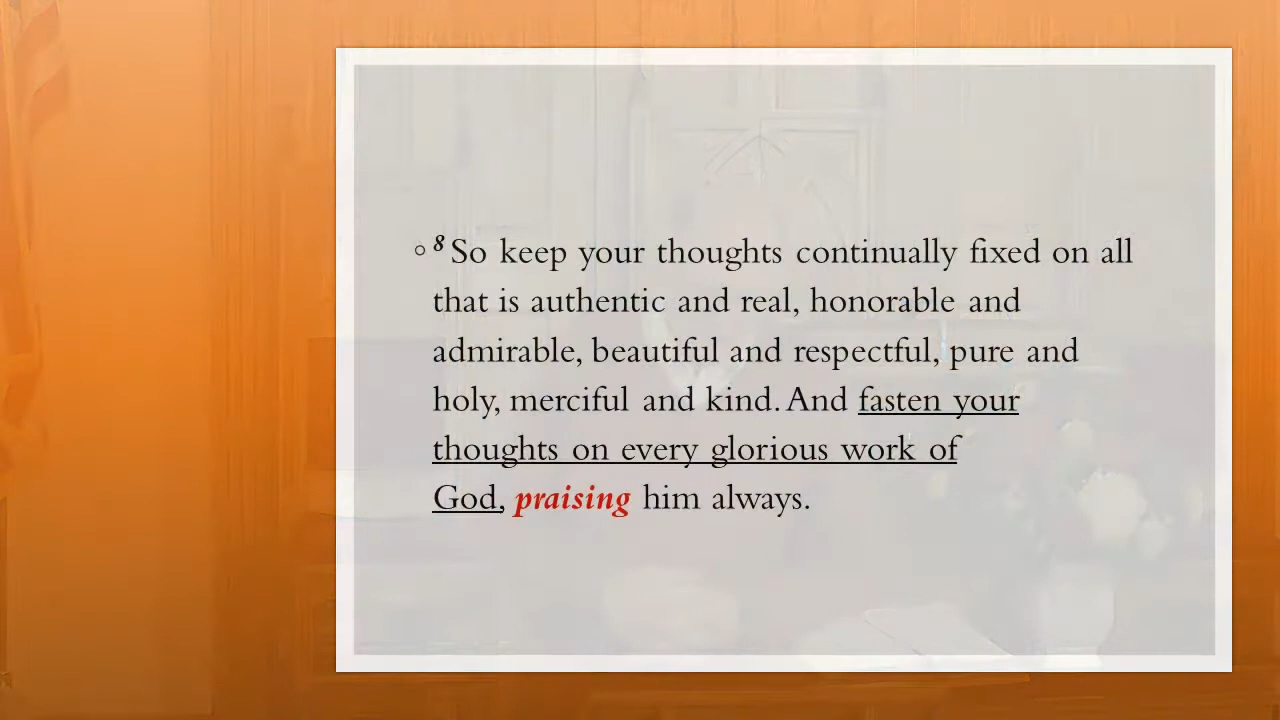 ◦ ⁸ So keep your thoughts continually fixed on all
that is authentic and real, honorable and
admirable, beautiful and respectful, pure and
holy, merciful and kind. And fasten your
thoughts on every glorious work of
God, praising him always.